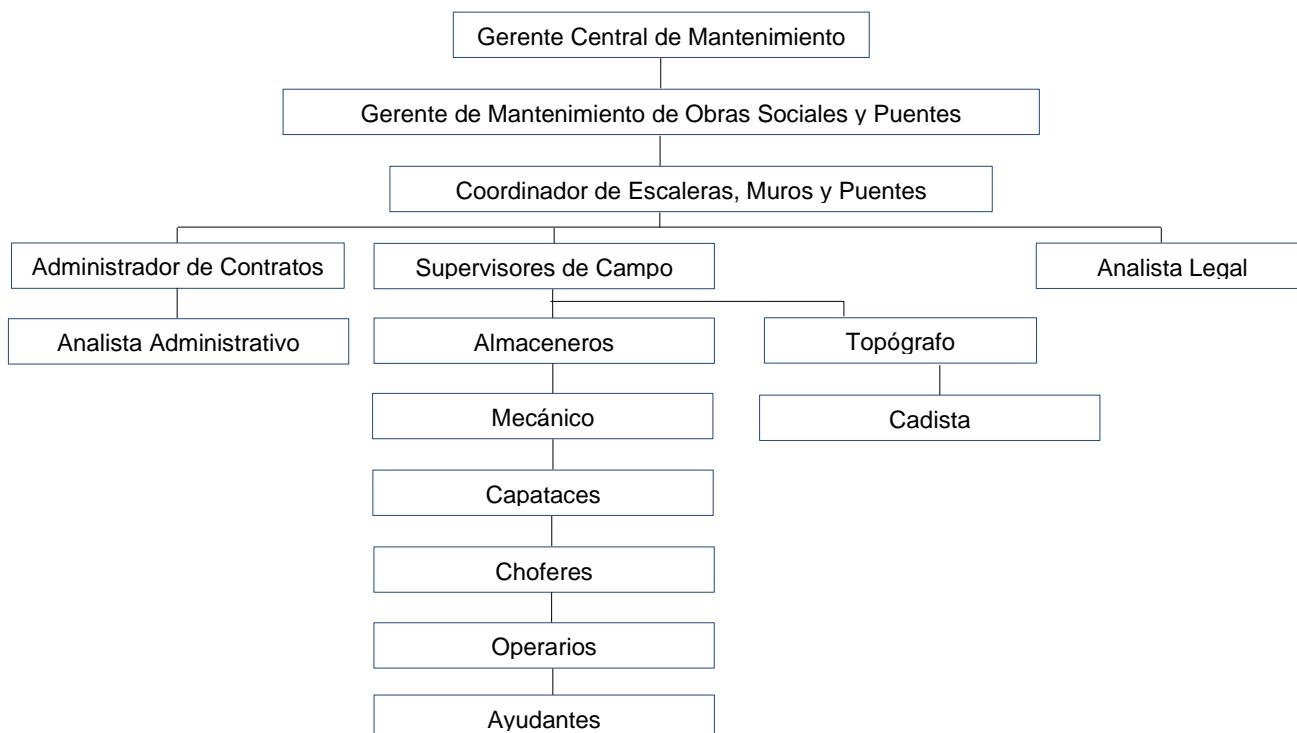 Gerente Central de Mantenimiento
Gerente de Mantenimiento de Obras Sociales y Puentes
Coordinador de Escaleras, Muros y Puentes
Administrador de Contratos
Supervisores de Campo
Analista Legal
Analista Administrativo
Almaceneros
Topógrafo
Mecánico
Cadista
Capataces
Choferes
Operarios
Ayudantes